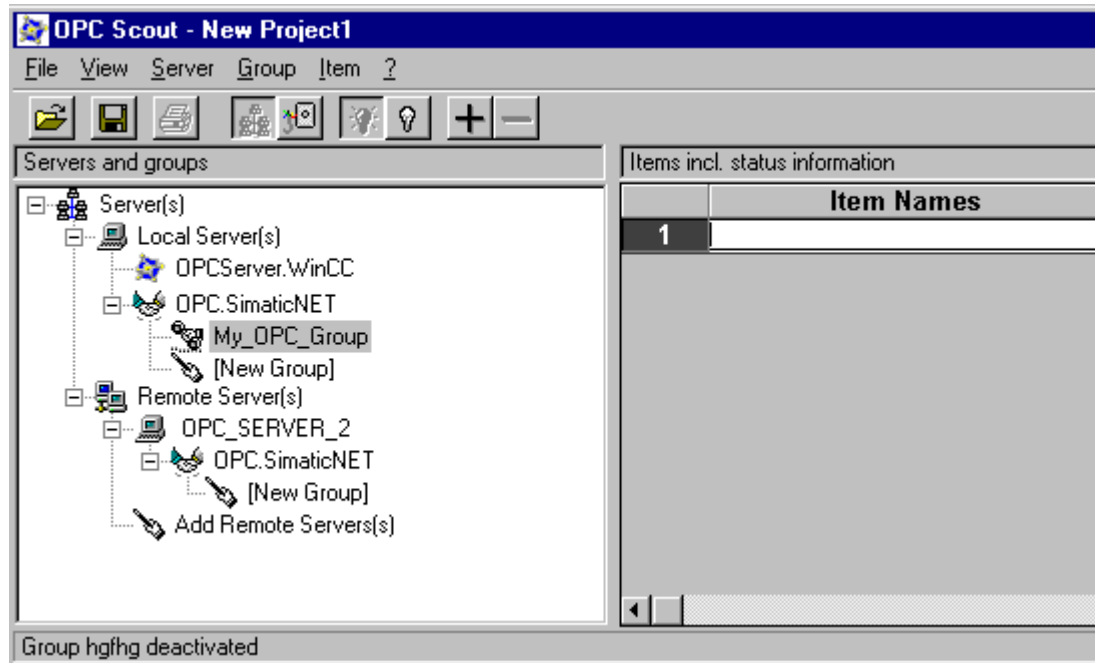 OPC Scout - New Project1
File View Server Group Item ?
Servers and groups
Items incl. status information
Server(s)
Local Server(s)
OPCServer.WinCC
OPC.SimaticNET
My_OPC_Group
[New Group]
Remote Server(s)
OPC_SERVER_2
OPC.SimaticNET
[New Group]
Add Remote Servers(s)
Item Names
1
Group hgfhg deactivated